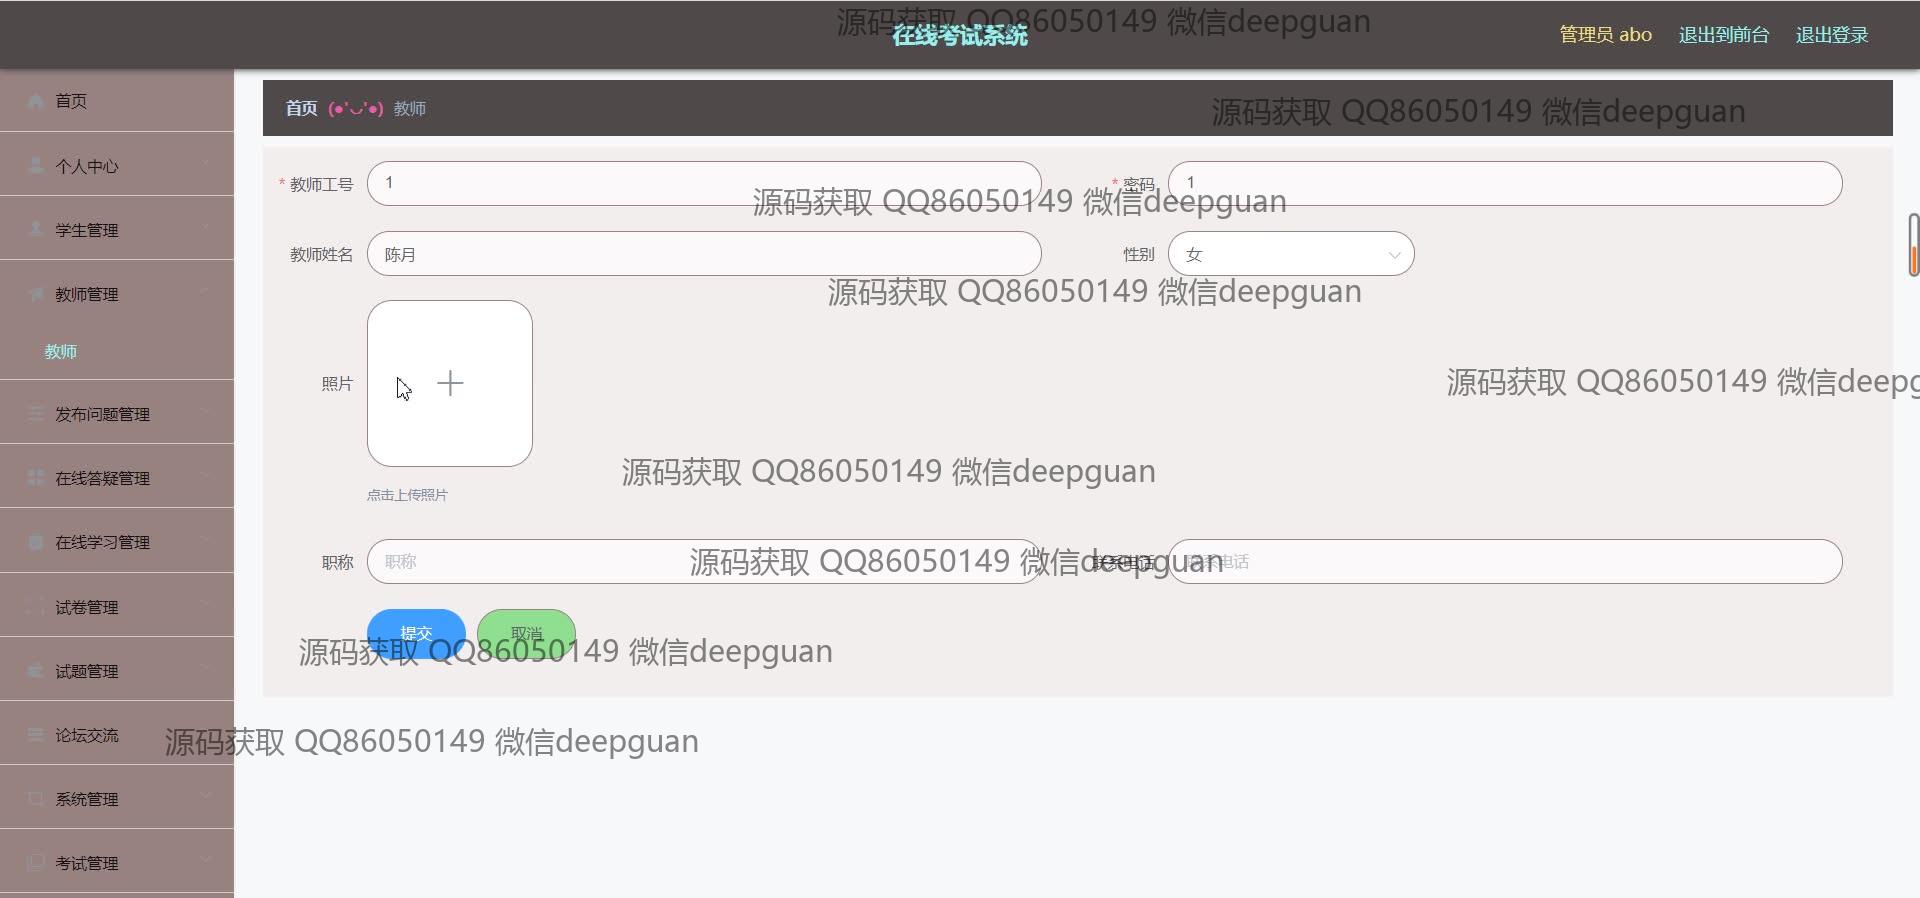 源码获取 QQ86050149 微信deepguan
在线考试系统
管理员 abo 退出到前台 退出登录
首页
首页 (●'◡'●) 教师
源码获取 QQ86050149 微信deepguan
个人中心
* 教师工号 1
* 密码 1
源码获取 QQ86050149 微信deepguan
学生管理
教师姓名 陈月
性别 女
教师管理
源码获取 QQ86050149 微信deepguan
教师
照片
源码获取 QQ86050149 微信deepg
发布问题管理
在线答疑管理
源码获取 QQ86050149 微信deepguan
点击上传照片
在线学习管理
职称 职称
联系电话 联系电话
源码获取 QQ86050149 微信deepguan
试卷管理
提交 取消
源码获取 QQ86050149 微信deepguan
试题管理
论坛交流
源码获取 QQ86050149 微信deepguan
系统管理
考试管理